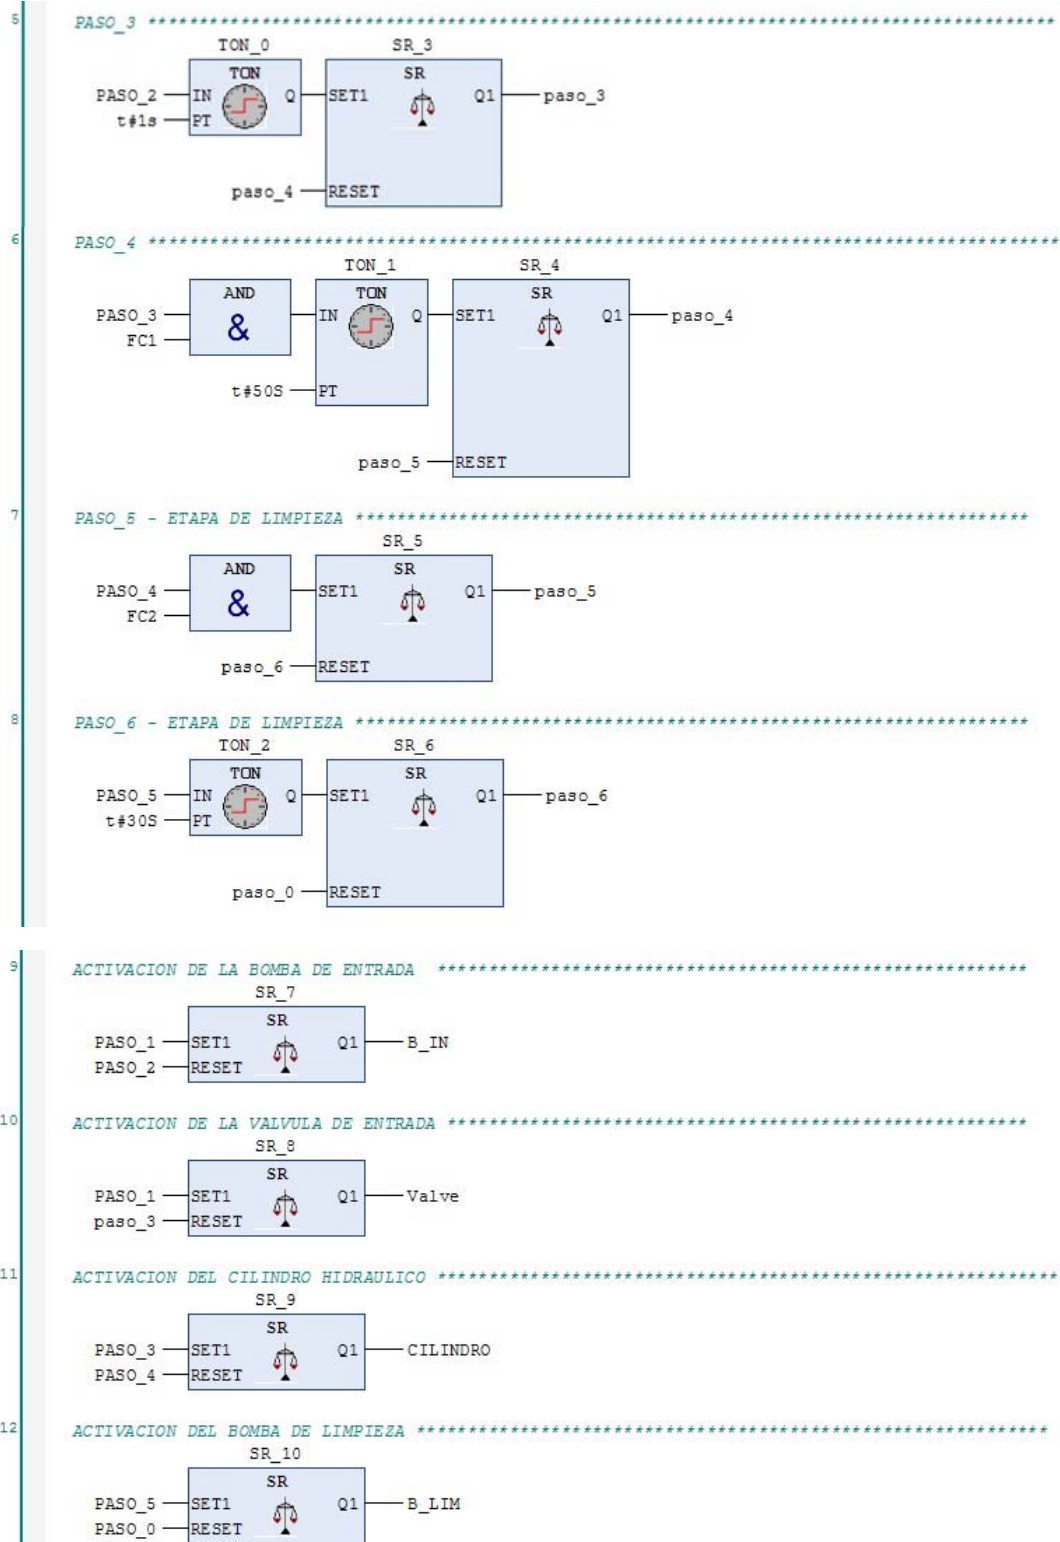 5
PASO_3 ****************************************************************************************
TON_0 SR_3
TON SR
PASO_2 IN Q SET1 Q1 paso_3
t#1s PT
paso_4 RESET
6
PASO_4 ****************************************************************************************
TON_1 SR_4
AND TON SR
PASO_3 IN Q SET1 Q1 paso_4
FC1 &
t#50S PT
paso_5 RESET
7
PASO_5 - ETAPA DE LIMPIEZA *****************************************************************
SR_5
AND SR
PASO_4 SET1 Q1 paso_5
FC2 &
paso_6 RESET
8
PASO_6 - ETAPA DE LIMPIEZA *****************************************************************
TON_2 SR_6
TON SR
PASO_5 IN Q SET1 Q1 paso_6
t#30S PT
paso_0 RESET
9
ACTIVACION DE LA BOMBA DE ENTRADA *********************************************************
SR_7
SR
PASO_1 SET1 Q1 B_IN
PASO_2 RESET
10
ACTIVACION DE LA VALVULA DE ENTRADA ********************************************************
SR_8
SR
PASO_1 SET1 Q1 Valve
paso_3 RESET
11
ACTIVACION DEL CILINDRO HIDRAULICO ************************************************************
SR_9
SR
PASO_3 SET1 Q1 CILINDRO
PASO_4 RESET
12
ACTIVACION DEL BOMBA DE LIMPIEZA *************************************************************
SR_10
SR
PASO_5 SET1 Q1 B_LIM
PASO_0 RESET